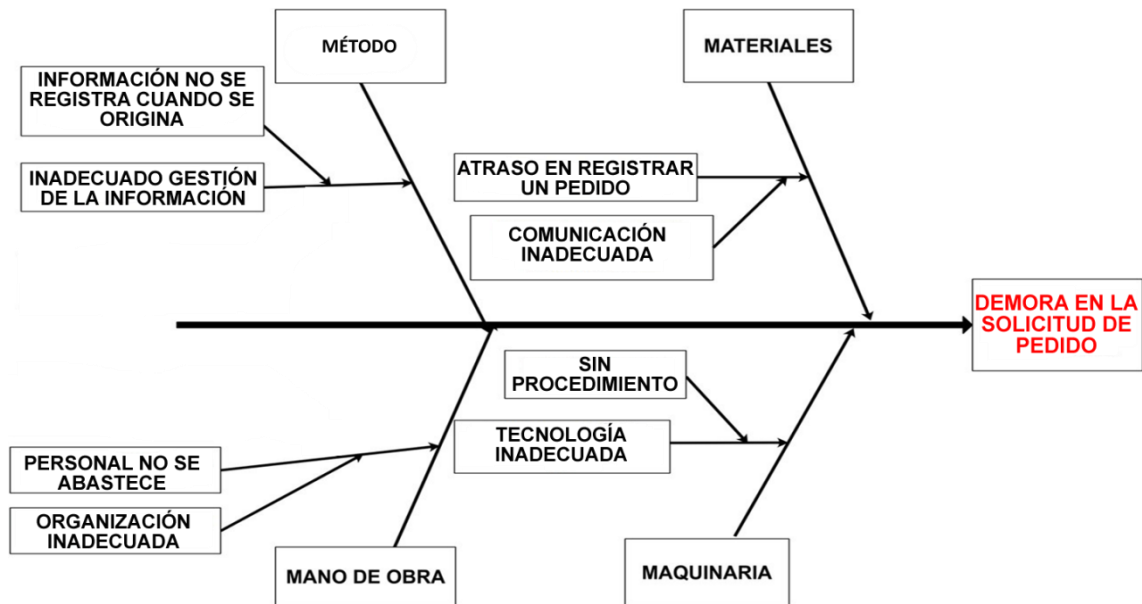 MÉTODO
MATERIALES
INFORMACIÓN NO SE
REGISTRA CUANDO SE
ORIGINA
INADECUADO GESTIÓN
DE LA INFORMACIÓN
ATRASO EN REGISTRAR
UN PEDIDO
COMUNICACIÓN
INADECUADA
DEMORA EN LA
SOLICITUD DE
PEDIDO
SIN
PROCEDIMIENTO
TECNOLOGÍA
INADECUADA
PERSONAL NO SE
ABASTECE
ORGANIZACIÓN
INADECUADA
MANO DE OBRA
MAQUINARIA